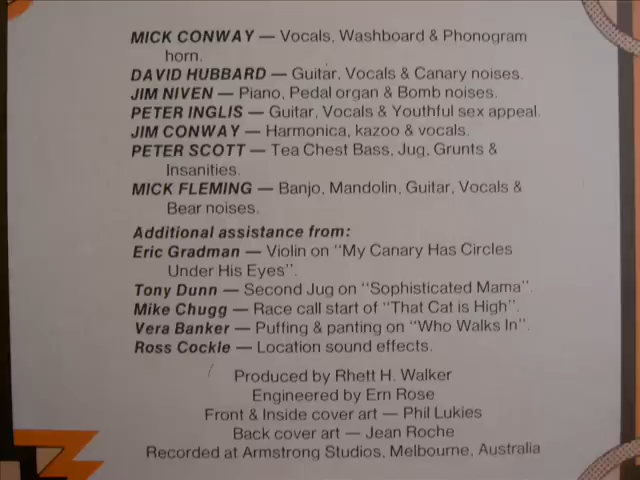 MICK CONWAY — Vocals, Washboard & Phonogram
horn.
DAVID HUBBARD — Guitar, Vocals & Canary noises.
JIM NIVEN — Piano, Pedal organ & Bomb noises.
PETER INGLIS — Guitar, Vocals & Youthful sex appeal.
JIM CONWAY — Harmonica, kazoo & vocals.
PETER SCOTT — Tea Chest Bass, Jug, Grunts &
Insanities.
MICK FLEMING — Banjo, Mandolin, Guitar, Vocals &
Bear noises.
Additional assistance from:
Eric Gradman — Violin on "My Canary Has Circles
Under His Eyes".
Tony Dunn — Second Jug on "Sophisticated Mama".
Mike Chugg — Race call start of "That Cat is High".
Vera Banker — Puffing & panting on "Who Walks In".
Ross Cockle — Location sound effects.
Produced by Rhett H. Walker
Engineered by Ern Rose
Front & Inside cover art — Phil Lukies
Back cover art — Jean Roche
Recorded at Armstrong Studios, Melbourne, Australia